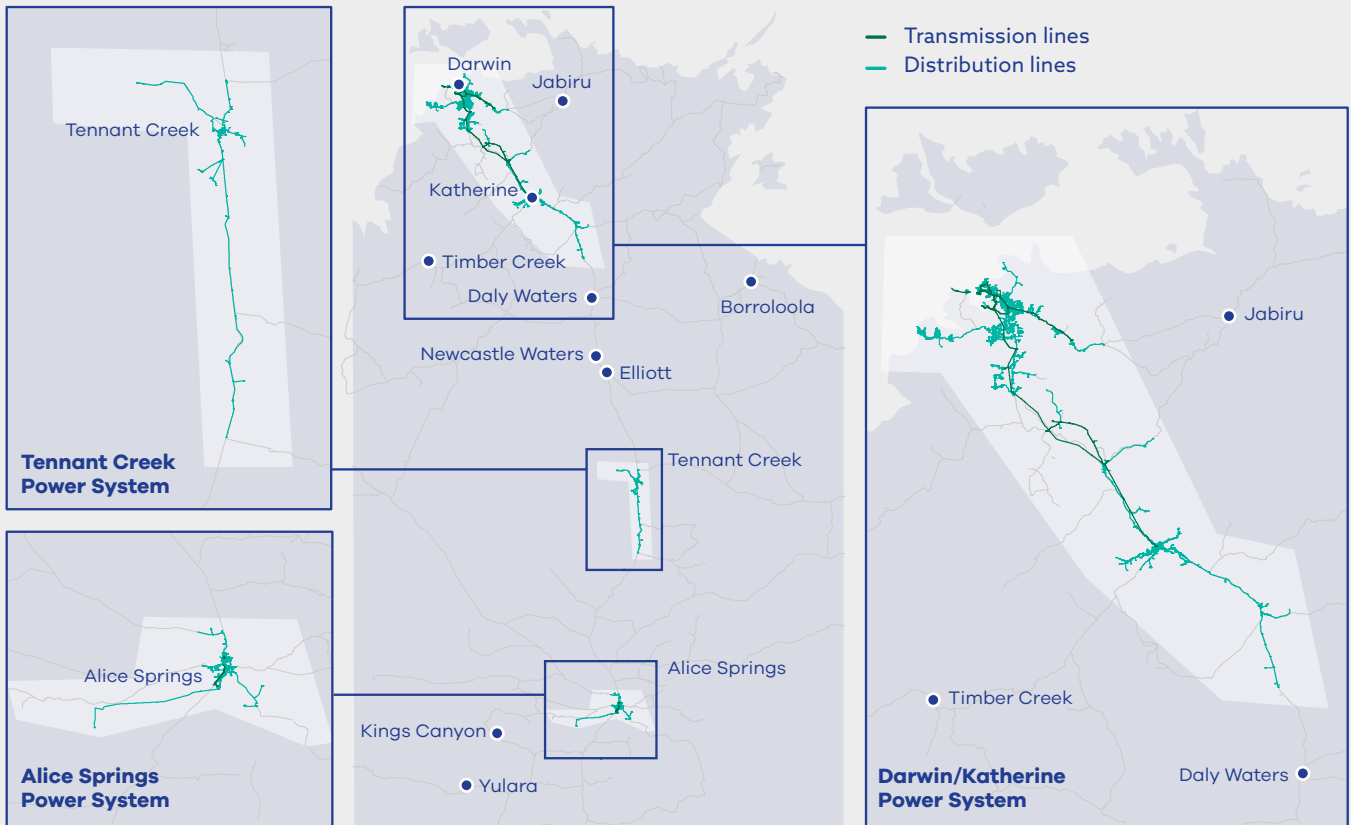 Transmission lines
Distribution lines
Tennant Creek
Tennant Creek
Power System
Alice Springs
Alice Springs
Power System
Darwin
Jabiru
Katherine
Timber Creek
Daly Waters
Borroloola
Newcastle Waters
Elliott
Tennant Creek
Alice Springs
Kings Canyon
Yulara
Jabiru
Timber Creek
Daly Waters
Darwin/Katherine
Power System